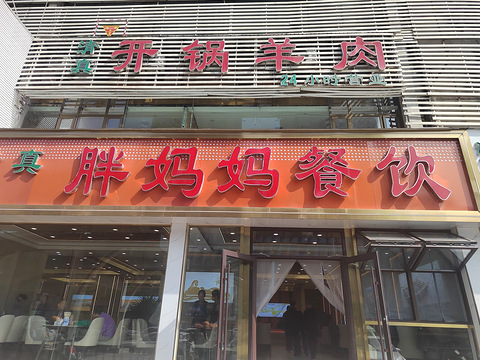 清真 开锅羊肉
24小时营业
真 胖妈妈餐饮